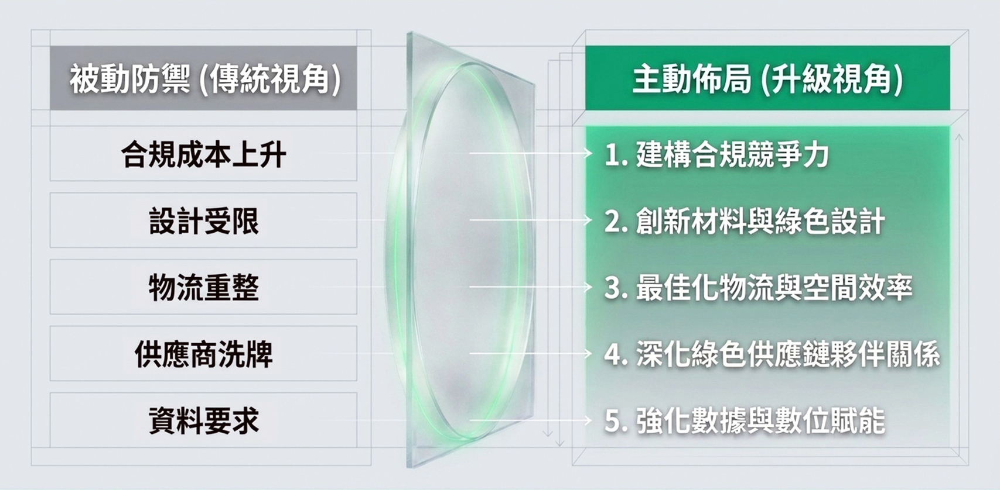 被動防禦 (傳統視角)
合規成本上升
設計受限
物流重整
供應商洗牌
資料要求
主動佈局 (升級視角)
1. 建構合規競爭力
2. 創新材料與綠色設計
3. 最佳化物流與空間效率
4. 深化綠色供應鏈夥伴關係
5. 強化數據與數位賦能